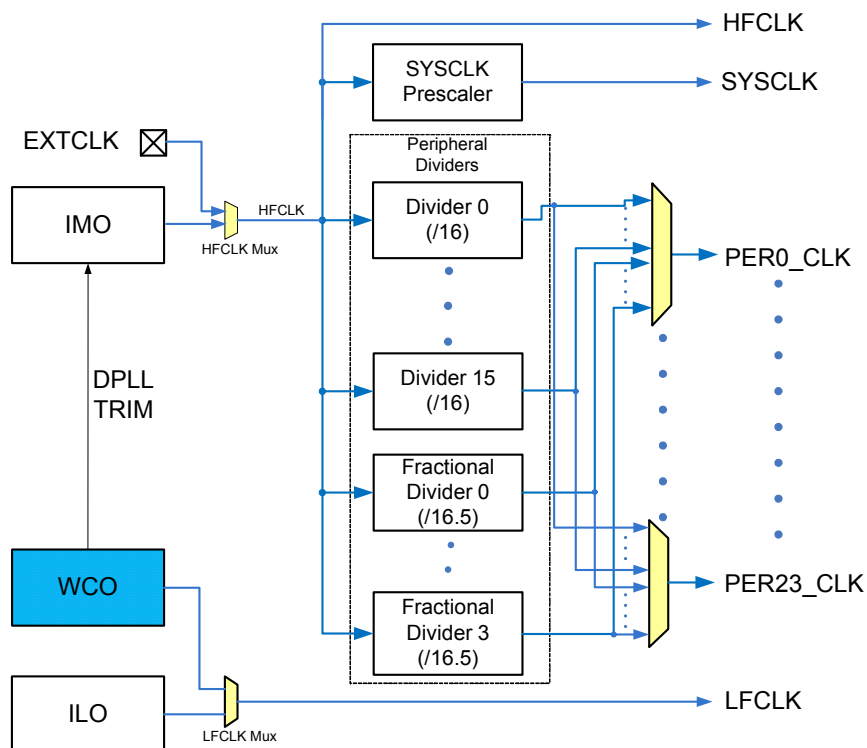 HFCLK
SYSCLK
Prescaler
SYSCLK
EXTCLK
Peripheral
Dividers
IMO
HFCLK
HFCLK Mux
Divider 0
(/16)
PER0_CLK
DPLL
TRIM
Divider 15
(/16)
Fractional
Divider 0
(/16.5)
WCO
PER23_CLK
Fractional
Divider 3
(/16.5)
ILO
LFCLK Mux
LFCLK